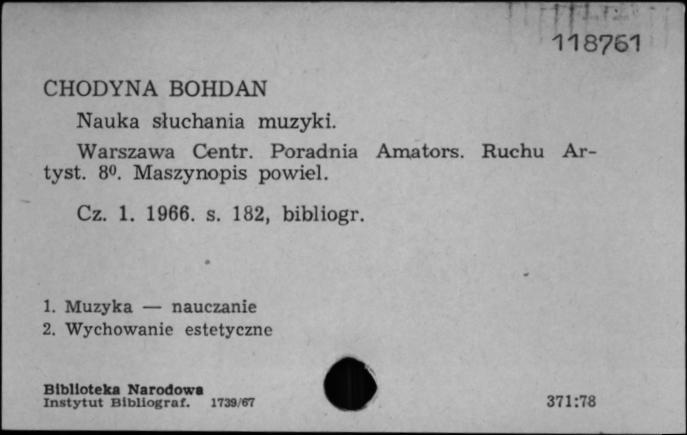 118761
CHODYNA BOHDAN
Nauka słuchania muzyki.
Warszawa Centr. Poradnia Amators. Ruchu Ar-
tyst. 8⁰. Maszynopis powiel.
Cz. 1. 1966. s. 182, bibliogr.
1. Muzyka — nauczanie
2. Wychowanie estetyczne
Biblioteka Narodowa
Instytut Bibliograf. 1739/67
371:78